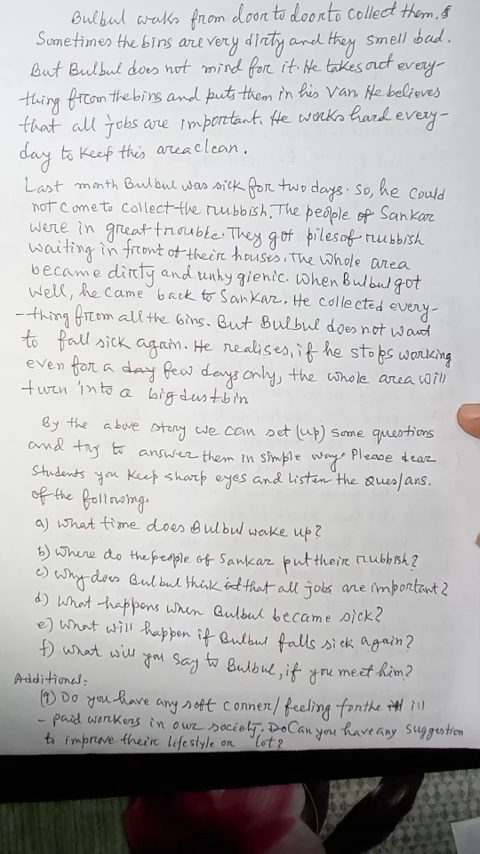 Bulbul walks from door to door to collect them.
Sometimes the bins are very dirty and they smell bad.
But Bulbul does not mind for it. He takes out every-
thing from the bins and puts them in his van. He believes
that all jobs are important. He works hard every-
day to keep this area clean.
Last month Bulbul was sick for two days. So, he could
not come to collect the rubbish. The people of Sankar
were in great trouble. They got piles of rubbish
waiting in front of their houses. The whole area
became dirty and unhygienic. When Bulbul got
well, he came back to Sankar. He collected every-
-thing from all the bins. But Bulbul does not want
to fall sick again. He realises, if he stops working
even for a day few days only, the whole area will
turn into a big dustbin
By the above story we can set (up) some questions
and try to answer them in simple way. Please dear
students you keep sharp eyes and listen the ques/ans.
of the following.
a) What time does Bulbul wake up?
b) Where do the people of Sankar put their rubbish?
c) Why does Bulbul think that all jobs are important?
d) What happens when Bulbul became sick?
e) What will happen if Bulbul falls sick again?
f) What will you say to Bulbul, if you meet him?
Additional:
(g) Do you have any soft conner/feeling for the ill
- paid workers in our society. Do Can you have any suggestion
to improve their lifestyle or lot?